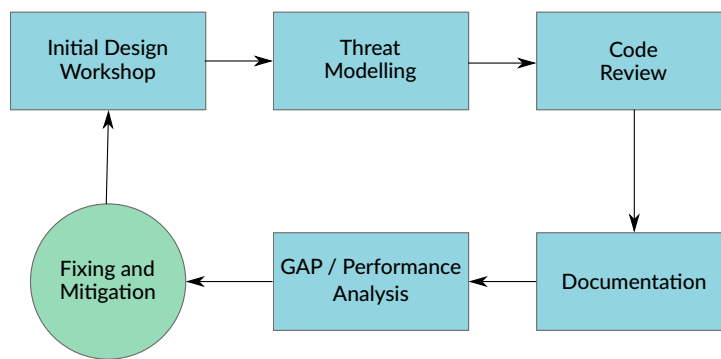 Initial Design
Workshop
Threat
Modelling
Code
Review
Fixing and
Mitigation
GAP / Performance
Analysis
Documentation